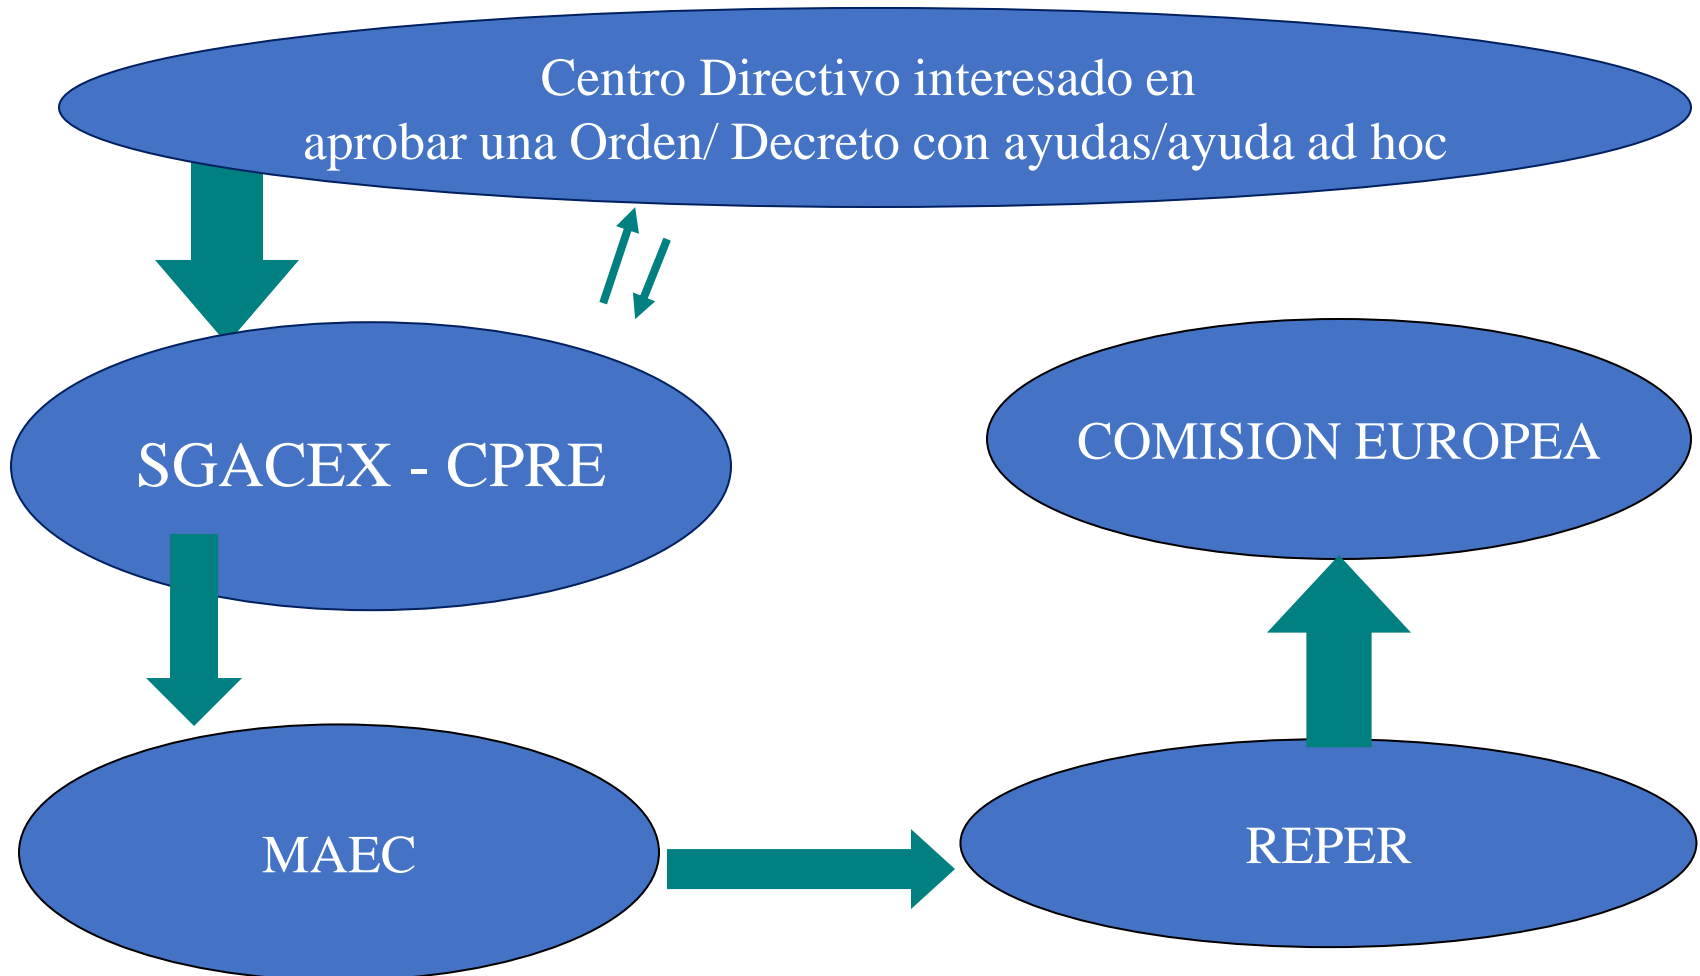 Centro Directivo interesado en
aprobar una Orden/ Decreto con ayudas/ayuda ad hoc
SGACEX - CPRE
COMISION EUROPEA
MAEC
REPER